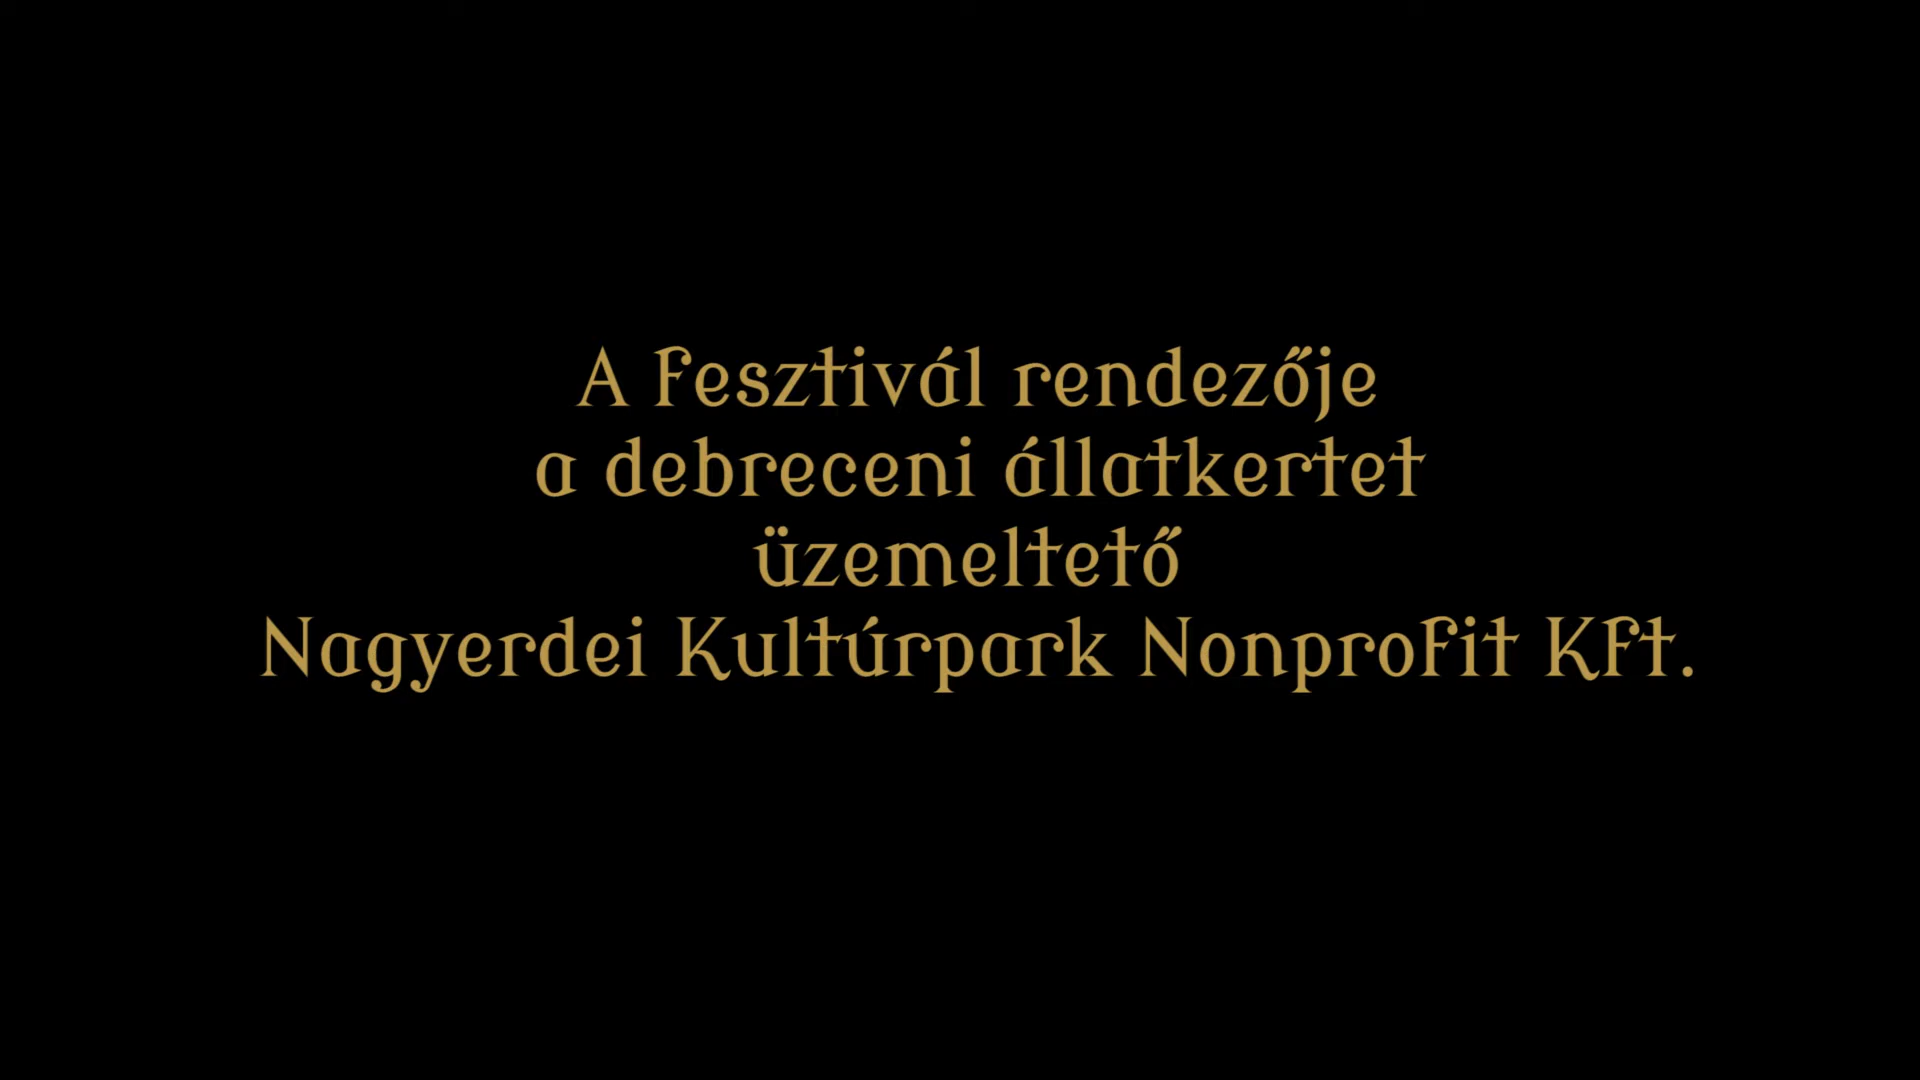 A fesztivál rendezője
a debreceni állatkertet
üzemeltető
Nagyerdei Kultúrpark Nonprofit Kft.